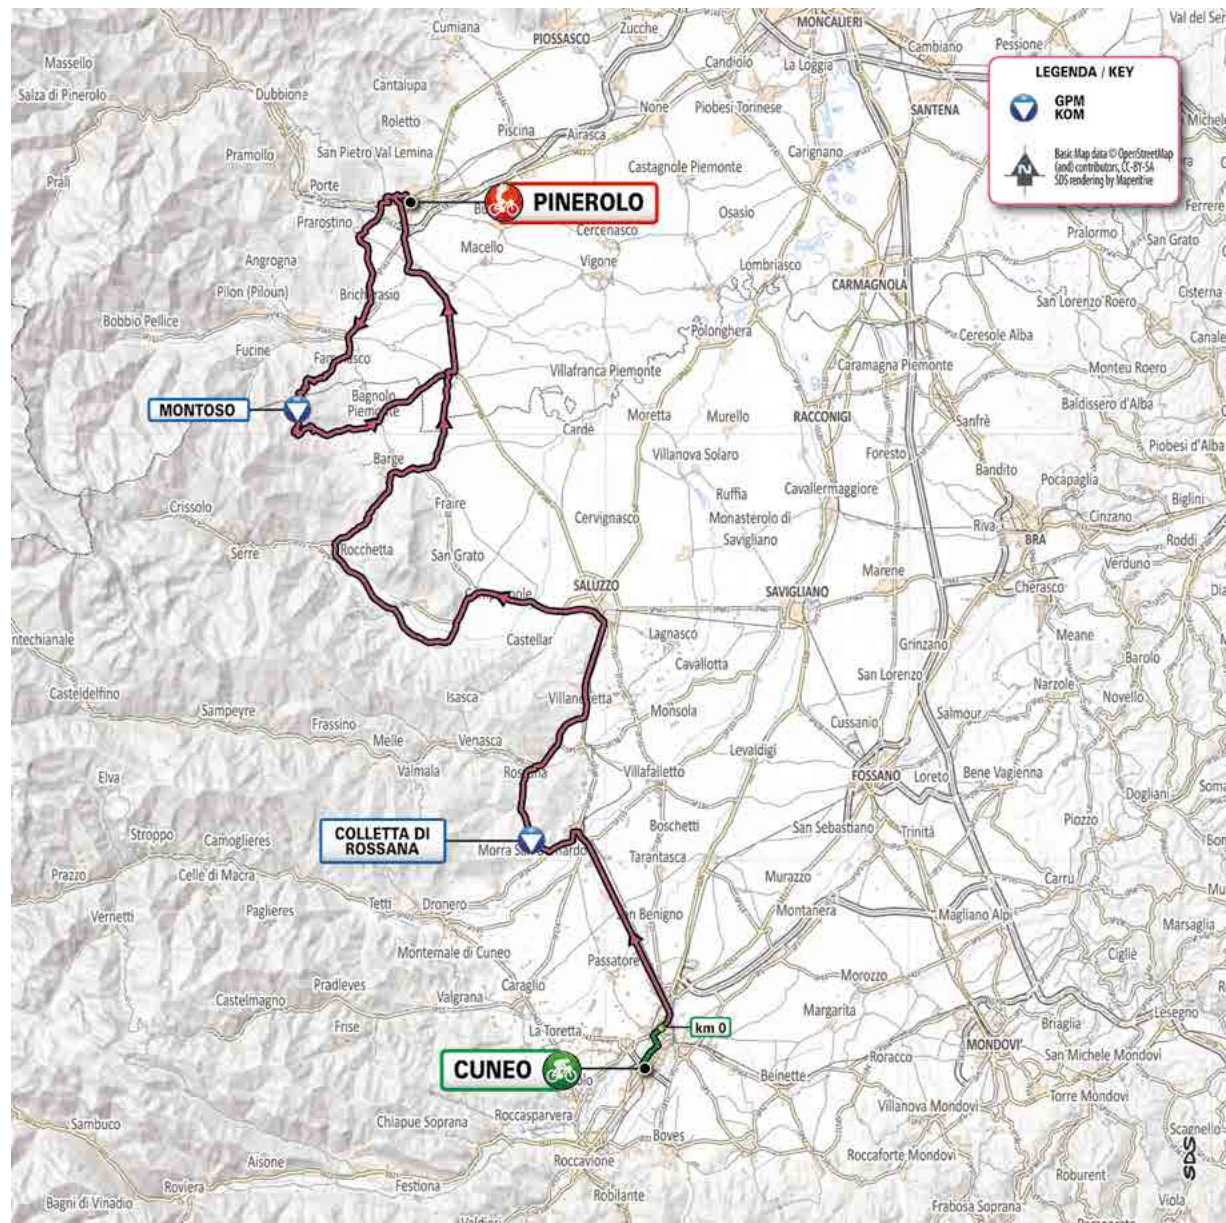 Cumiana
Zucche
MONCALIERI
Val del Ser
PIOSSASCO
Cambiano
Pessione
Massello
Candiolo
La Loggia
LEGENDA / KEY
Salza di Pinerolo
Dubbione
Cantalupa
None
Piobesi Torinese
SANTENA
GPM
KOM
Roletto
Piscina
Airasca
Pramollo
San Pietro Val Lemina
Castagnole Piemonte
Carignano
Basic Map data © OpenStreetMap
(and) contributors, CC-BY-SA
SDS rendering by Maperitive
N
Prali
Porte
PINEROLO
Osasio
Ferrere
Prarostino
Cercenasco
Pralormo
San Grato
Macello
Vigone
Angrogna
Lombriasco
CARMAGNOLA
Pilon (Piloun)
Cisterna
San Lorenzo Roero
Bobbio Pellice
Polonghera
Ceresole Alba
Canale
Fucine
Villafranca Piemonte
Caramagna Piemonte
Monteu Roero
MONTOSO
Bagnolo
Piemonte
Moretta
Murello
RACCONIGI
Sanfrè
Baldissero d'Alba
Cardè
Piobesi d'Alba
Barge
Villanova Solaro
Foresto
Bandito
Pocapaglia
Crissolo
Fraire
Ruffia
Cavallermaggiore
Biglini
Cervignasco
Monasterolo di
Savigliano
Riva
Cinzano
Serre
Rocchetta
San Grato
BRA
Roddi
Marene
Verduno
SALUZZO
SAVIGLIANO
Cherasco
Castellar
Lagnasco
Grinzano
Meane
Barolo
Cavallotta
San Lorenzo
Narzole
Casteldelfino
Isasca
Novello
Sampeyre
Frassino
Monsola
Cussanio
Salmour
Melle
Venasca
Levaldigi
Elva
Valmala
Villafalletto
FOSSANO
Loreto
Bene Vagienna
Dogliani
Stroppo
Camoglieres
COLLETTA DI
ROSSANA
Boschetti
San Sebastiano
Trinità
Piozzo
Tarantasca
Prazzo
Celle di Macra
Murazzo
Carrù
Vernetti
Paglieres
Tetti
Dronero
Montanera
Magliano Alpi
Marsaglia
Montemale di Cuneo
Passatore
Cigliè
Pradleves
Caraglio
Morozzo
Castelmagno
Valgrana
Margarita
Lesegno
Frise
La Toretta
km 0
Briaglia
MONDOVI'
CUNEO
Roracco
San Michele Mondovì
Beinette
Roccasparvera
Villanova Mondovì
Torre Mondovì
Sambuco
Chiapue Soprana
Boves
Scagnello
Aisone
Roccavione
Roccaforte Mondovì
SDS
Roviera
Festiona
Roburent
Bagni di Vinadio
Robilante
Frabosa Soprana
Viola